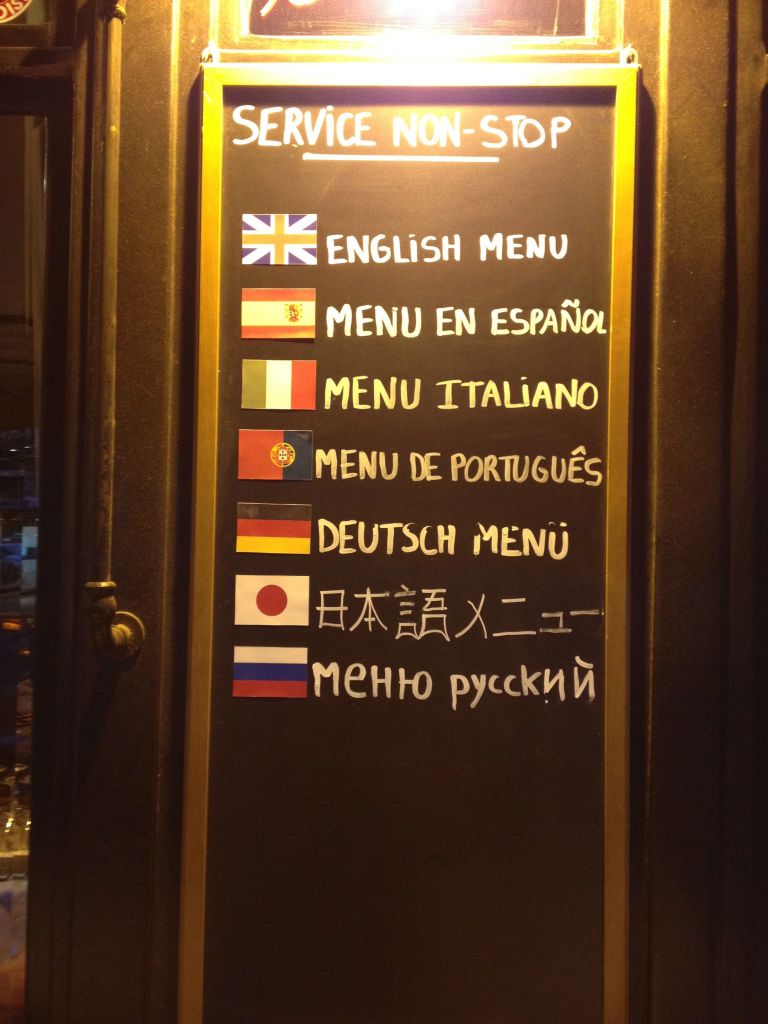 SERVICE NON-STOP
ENGLISH MENU
MENU EN ESPAÑOL
MENU ITALIANO
MENU DE PORTUGUÊS
DEUTSCH MENÜ
日本語メニュー
Меню русский